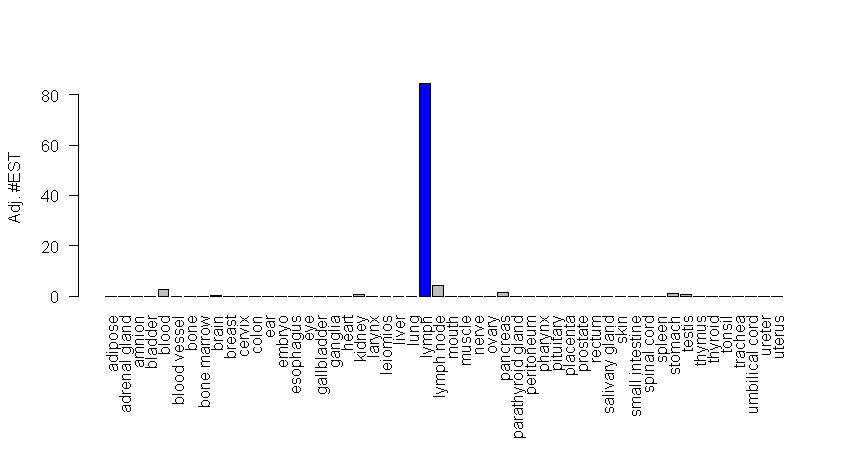 Adj. #EST
80
60
40
20
0
adipose
adrenal gland
amnion
bladder
blood
blood vessel
bone
bone marrow
brain
breast
cervix
colon
ear
embryo
esophagus
eye
gallbladder
ganglia
heart
kidney
larynx
leiomios
liver
lung
lymph
lymph node
mouth
muscle
nerve
ovary
pancreas
parathyroid gland
peritoneum
pharynx
pituitary
placenta
prostate
rectum
salivary gland
skin
small intestine
spinal cord
spleen
stomach
testis
thymus
thyroid
tonsil
trachea
umbilical cord
ureter
uterus